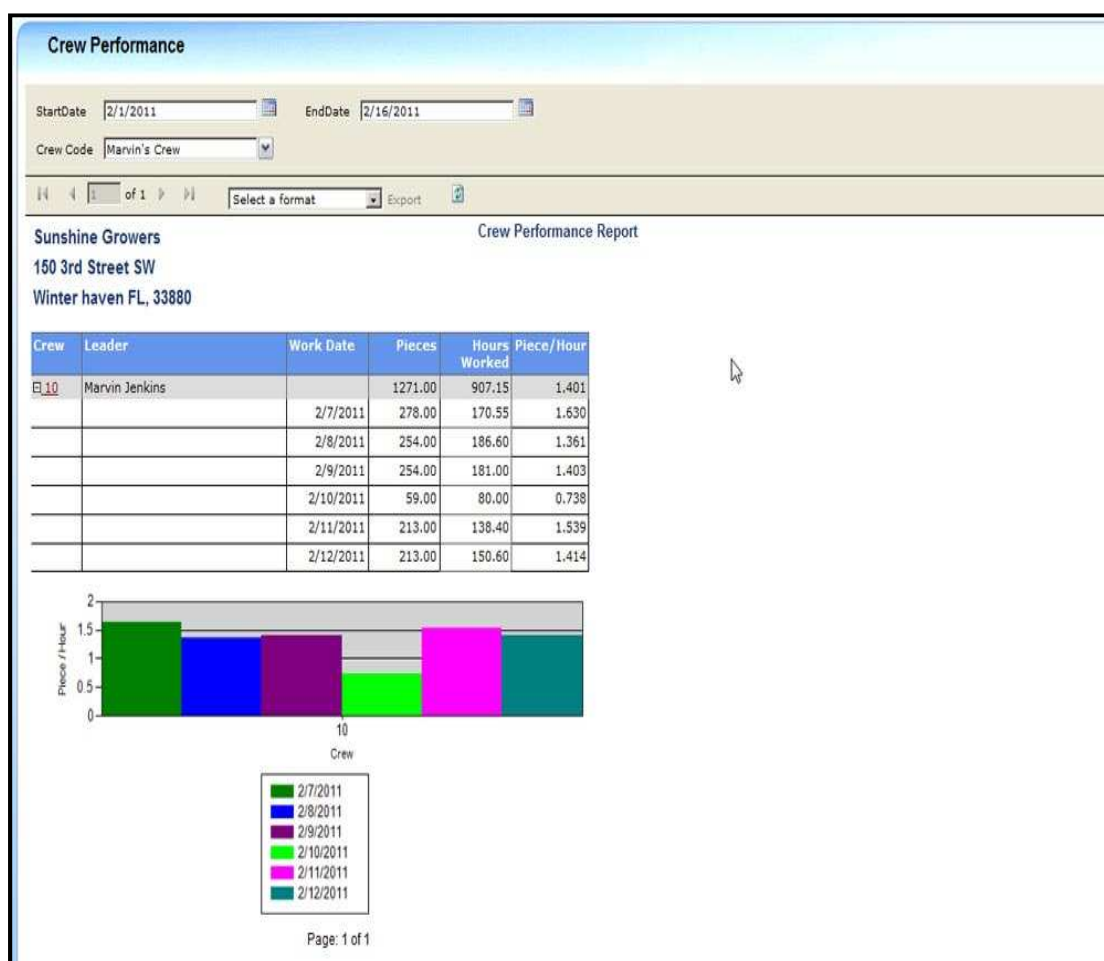 Crew Performance
StartDate 2/1/2011 EndDate 2/16/2011
Crew Code Marvin's Crew
1 of 1 Select a format Export
Sunshine Growers Crew Performance Report
150 3rd Street SW
Winter haven FL, 33880
Crew Leader Work Date Pieces Hours Worked Piece/Hour
10 Marvin Jenkins 1271.00 907.15 1.401
2/7/2011 278.00 170.55 1.630
2/8/2011 254.00 186.60 1.361
2/9/2011 254.00 181.00 1.403
2/10/2011 59.00 80.00 0.738
2/11/2011 213.00 138.40 1.539
2/12/2011 213.00 150.60 1.414
Piece / Hour
2
1.5
1
0.5
0
10
Crew
2/7/2011
2/8/2011
2/9/2011
2/10/2011
2/11/2011
2/12/2011
Page: 1 of 1